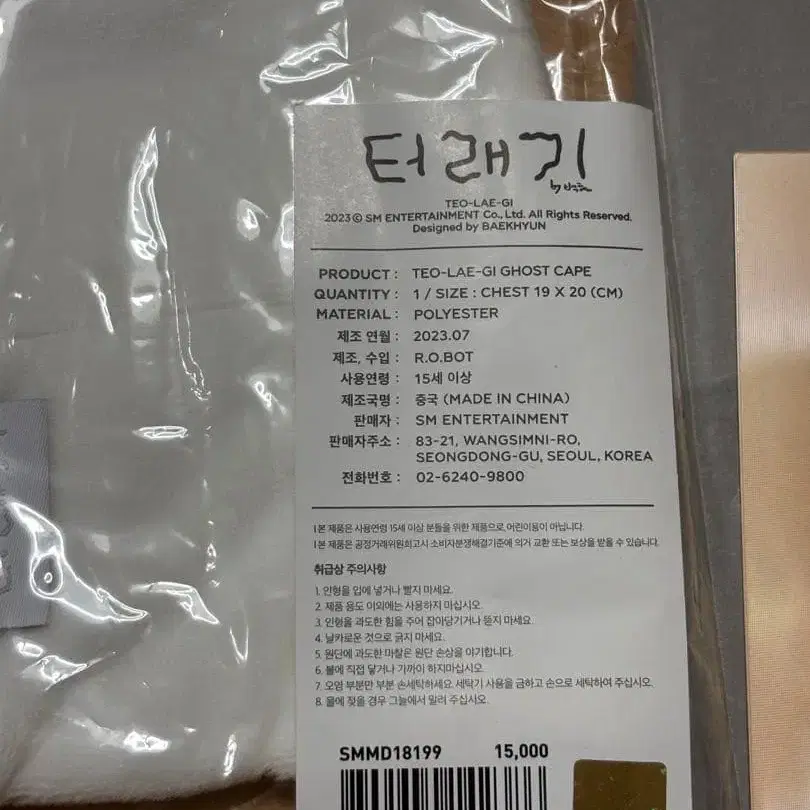 터래기
by 백현
TEO-LAE-GI
2023 © SM ENTERTAINMENT Co., Ltd. All Rights Reserved.
Designed by BAEKHYUN
PRODUCT : TEO-LAE-GI GHOST CAPE
QUANTITY : 1 / SIZE : CHEST 19 X 20 (CM)
MATERIAL : POLYESTER
제조 연월 : 2023.07
제조, 수입 : R.O.BOT
사용연령 : 15세 이상
제조국명 : 중국 (MADE IN CHINA)
판매자 : SM ENTERTAINMENT
판매자주소 : 83-21, WANGSIMNI-RO,
SEONGDONG-GU, SEOUL, KOREA
전화번호 : 02-6240-9800
| 본 제품은 사용연령 15세 이상 분들을 위한 제품으로, 어린이용이 아닙니다.
| 본 제품은 공정거래위원회고시 소비자분쟁해결기준에 의거 교환 또는 보상을 받을 수 있습니다.
취급상 주의사항
1. 인형을 입에 넣거나 빨지 마세요.
2. 제품 용도 이외에는 사용하지 마십시오.
3. 인형을 과도한 힘을 주어 잡아당기거나 뜯지 마세요.
4. 날카로운 것으로 긁지 마세요.
5. 원단에 과도한 마찰은 원단 손상을 야기합니다.
6. 불에 직접 닿거나 가까이 하지마십시오.
7. 오염 부분만 부분 손세탁하세요. 세탁기 사용을 금하고 손으로 세탁하여 주십시오.
8. 물에 젖을 경우 그늘에서 말려 주십시오.
SMMD18199 15,000